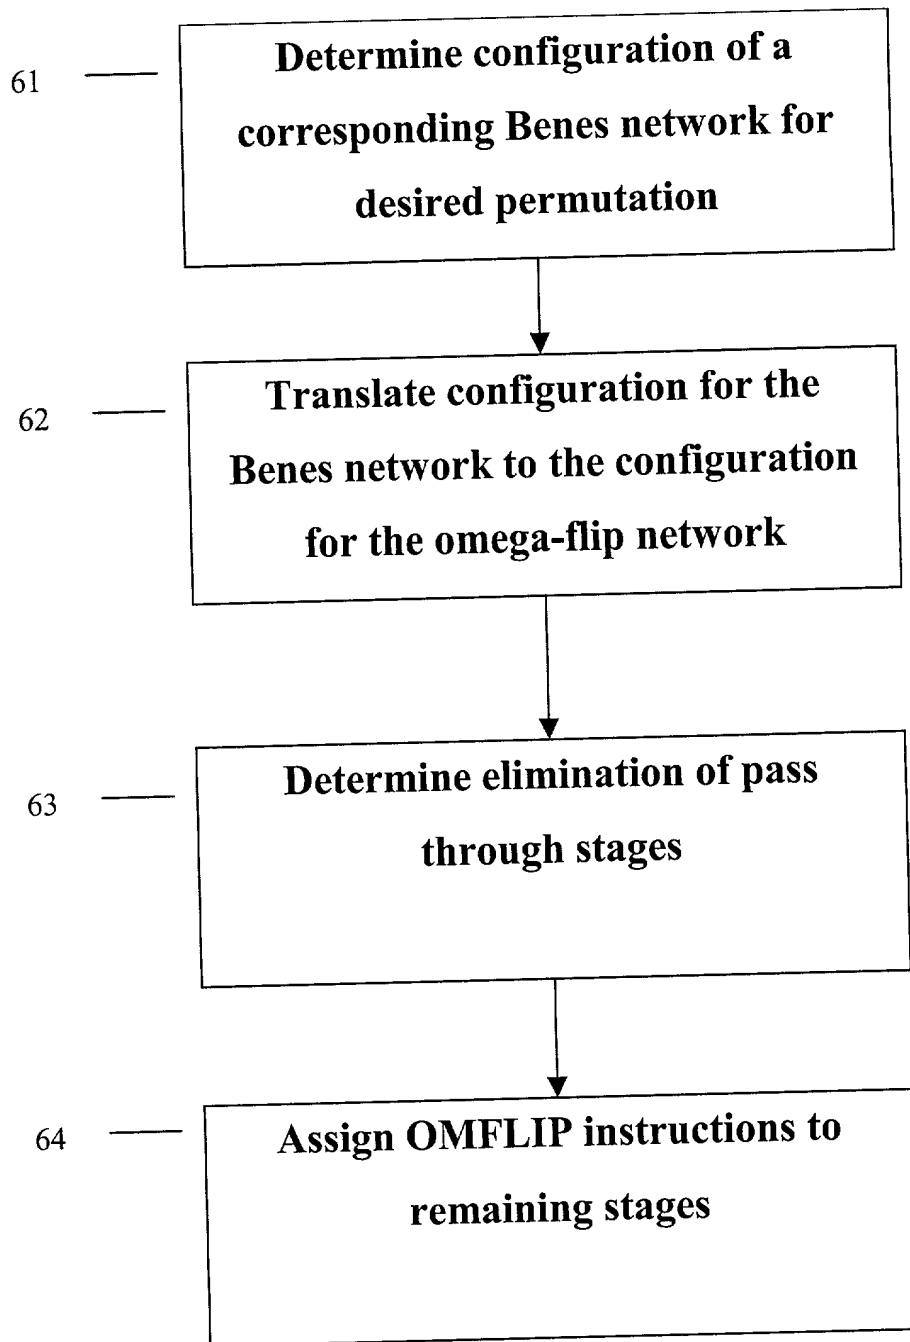 61
Determine configuration of a
corresponding Benes network for
desired permutation
62
Translate configuration for the
Benes network to the configuration
for the omega-flip network
63
Determine elimination of pass
through stages
64
Assign OMFLIP instructions to
remaining stages